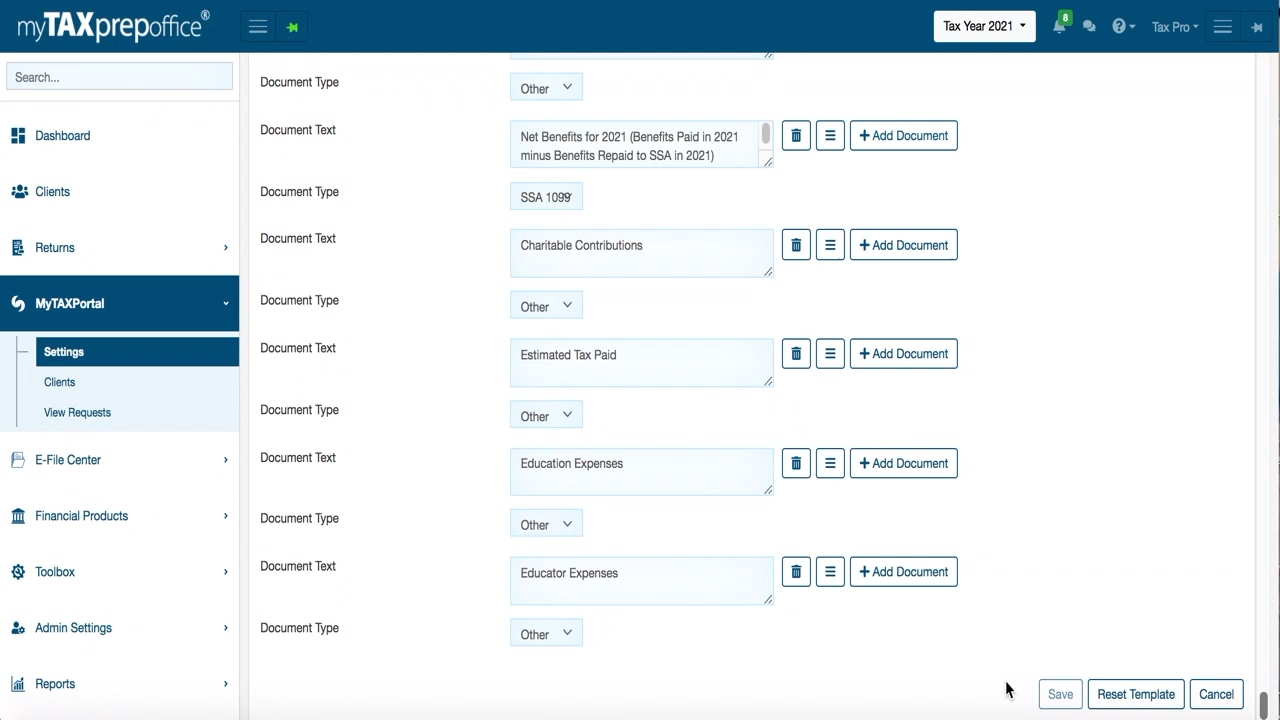 myTAXprepoffice®
Tax Year 2021
8
Tax Pro
Search...
Dashboard
Clients
Returns
MyTAXPortal
Settings
Clients
View Requests
E-File Center
Financial Products
Toolbox
Admin Settings
Reports
Document Type
Other
Document Text
Net Benefits for 2021 (Benefits Paid in 2021
minus Benefits Repaid to SSA in 2021)
Add Document
Document Type
SSA 1099
Document Text
Charitable Contributions
Add Document
Document Type
Other
Document Text
Estimated Tax Paid
Add Document
Document Type
Other
Document Text
Education Expenses
Add Document
Document Type
Other
Document Text
Educator Expenses
Add Document
Document Type
Other
Save
Reset Template
Cancel